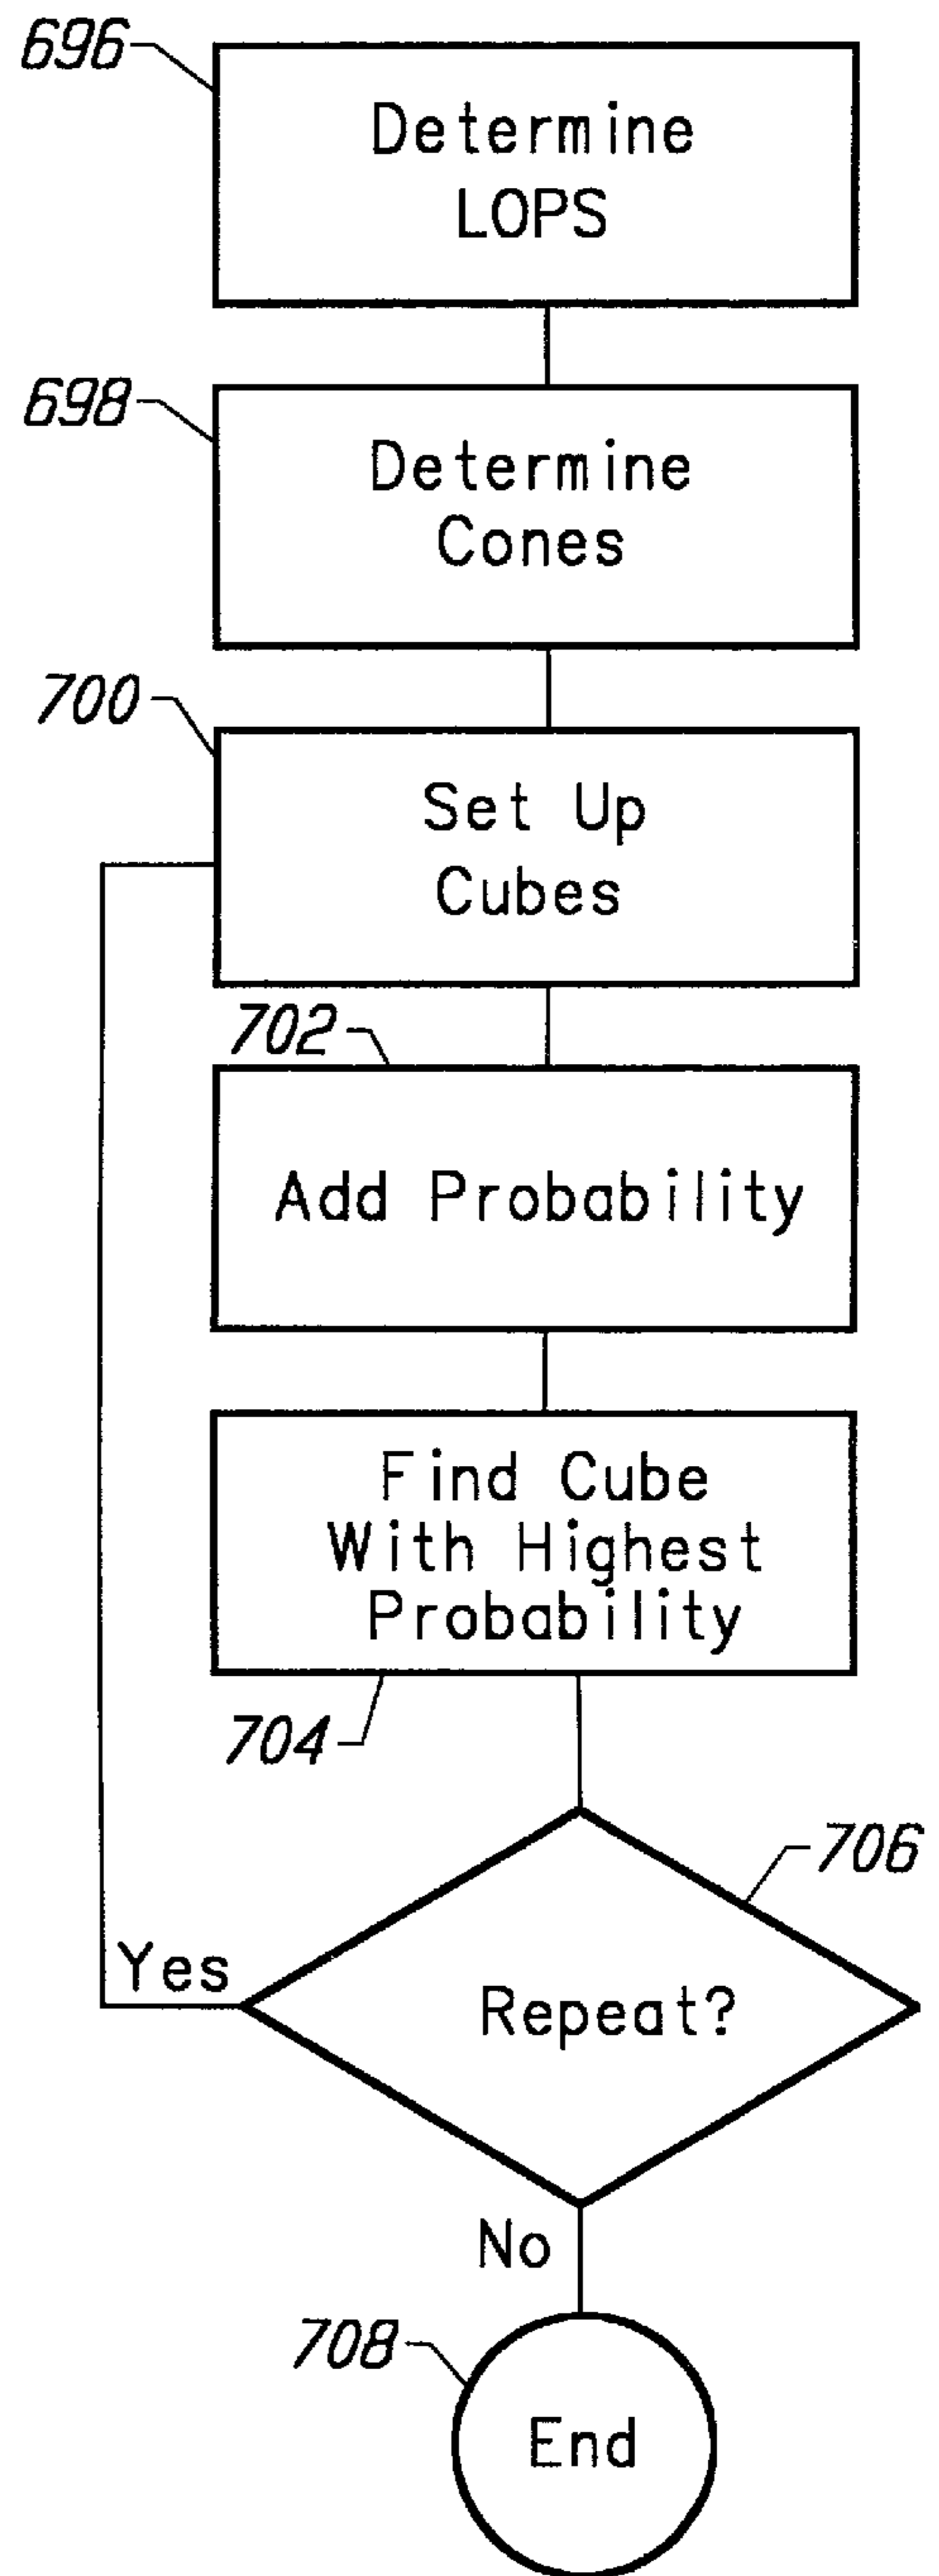 696
Determine
LOPS
698
Determine
Cones
700
Set Up
Cubes
702
Add Probability
Find Cube
With Highest
Probability
704
706
Yes
Repeat?
No
708
End